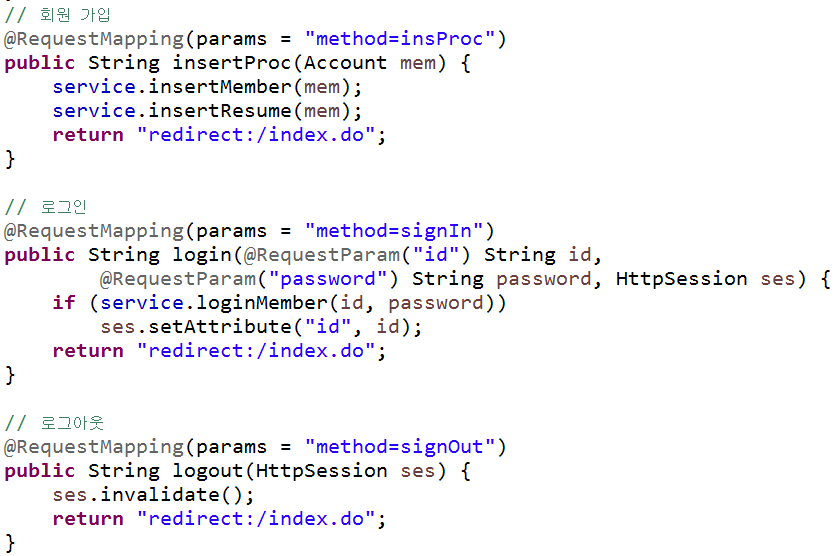 // 회원 가입
@RequestMapping(params = "method=insProc")
public String insertProc(Account mem) {
    service.insertMember(mem);
    service.insertResume(mem);
    return "redirect:/index.do";
}

// 로그인
@RequestMapping(params = "method=signIn")
public String login(@RequestParam("id") String id,
        @RequestParam("password") String password, HttpSession ses) {
    if (service.loginMember(id, password))
        ses.setAttribute("id", id);
    return "redirect:/index.do";
}

// 로그아웃
@RequestMapping(params = "method=signOut")
public String logout(HttpSession ses) {
    ses.invalidate();
    return "redirect:/index.do";
}